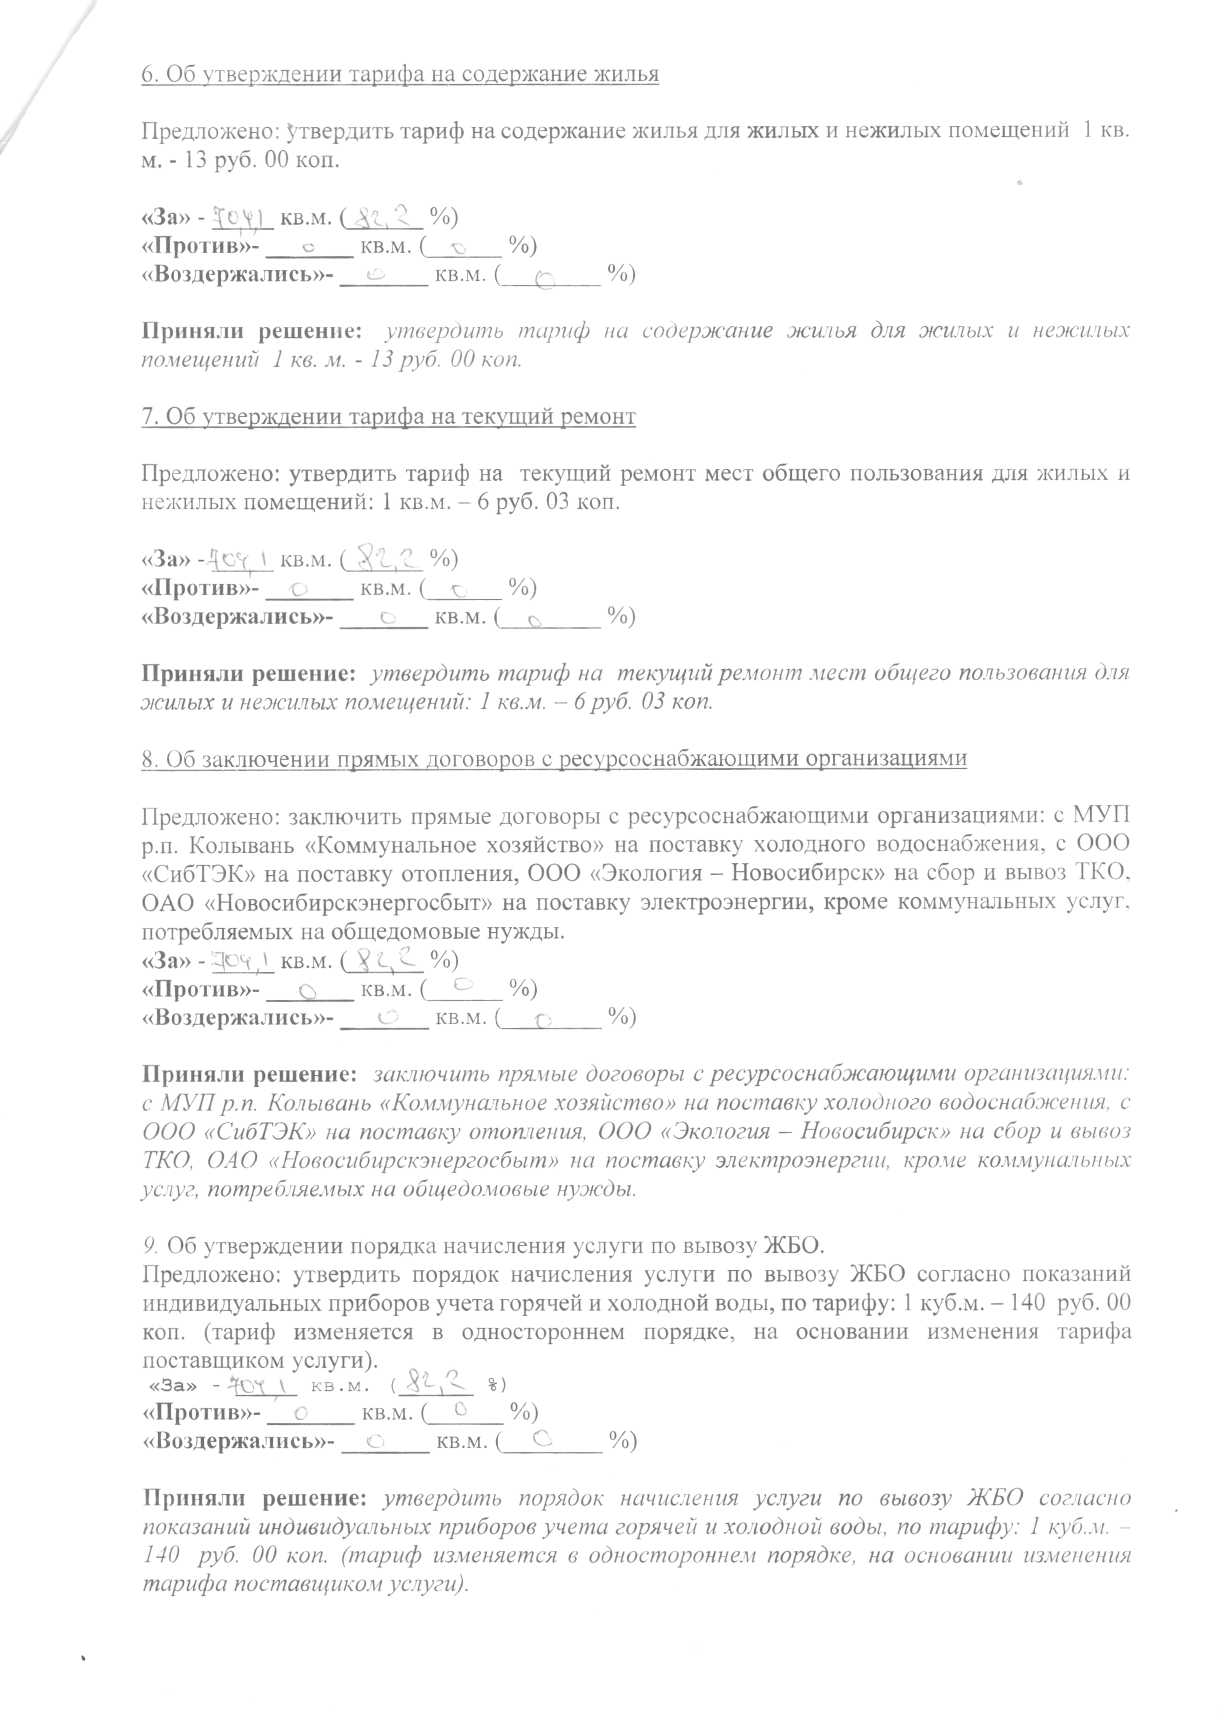 6. Об утверждении тарифа на содержание жилья
Предложено: утвердить тариф на содержание жилья для жилых и нежилых помещений 1 кв.
м. - 13 руб. 00 коп.
«За» - 704,1 кв.м. (82,2 %)
«Против»- 0 кв.м. (0 %)
«Воздержались»- 0 кв.м. (0 %)
Приняли решение: утвердить тариф на содержание жилья для жилых и нежилых
помещений 1 кв. м. - 13 руб. 00 коп.
7. Об утверждении тарифа на текущий ремонт
Предложено: утвердить тариф на текущий ремонт мест общего пользования для жилых и
нежилых помещений: 1 кв.м. – 6 руб. 03 коп.
«За» - 704,1 кв.м. (82,2 %)
«Против»- 0 кв.м. (0 %)
«Воздержались»- 0 кв.м. (0 %)
Приняли решение: утвердить тариф на текущий ремонт мест общего пользования для
жилых и нежилых помещений: 1 кв.м. – 6 руб. 03 коп.
8. Об заключении прямых договоров с ресурсоснабжающими организациями
Предложено: заключить прямые договоры с ресурсоснабжающими организациями: с МУП
р.п. Колывань «Коммунальное хозяйство» на поставку холодного водоснабжения, с ООО
«СибТЭК» на поставку отопления, ООО «Экология – Новосибирск» на сбор и вывоз ТКО,
ОАО «Новосибирскэнергосбыт» на поставку электроэнергии, кроме коммунальных услуг,
потребляемых на общедомовые нужды.
«За» - 704,1 кв.м. (82,2 %)
«Против»- 0 кв.м. (0 %)
«Воздержались»- 0 кв.м. (0 %)
Приняли решение: заключить прямые договоры с ресурсоснабжающими организациями:
с МУП р.п. Колывань «Коммунальное хозяйство» на поставку холодного водоснабжения, с
ООО «СибТЭК» на поставку отопления, ООО «Экология – Новосибирск» на сбор и вывоз
ТКО, ОАО «Новосибирскэнергосбыт» на поставку электроэнергии, кроме коммунальных
услуг, потребляемых на общедомовые нужды.
9. Об утверждении порядка начисления услуги по вывозу ЖБО.
Предложено: утвердить порядок начисления услуги по вывозу ЖБО согласно показаний
индивидуальных приборов учета горячей и холодной воды, по тарифу: 1 куб.м. – 140 руб. 00
коп. (тариф изменяется в одностороннем порядке, на основании изменения тарифа
поставщиком услуги).
«За» - 704,1 кв.м. (82,2 %)
«Против»- 0 кв.м. (0 %)
«Воздержались»- 0 кв.м. (0 %)
Приняли решение: утвердить порядок начисления услуги по вывозу ЖБО согласно
показаний индивидуальных приборов учета горячей и холодной воды, по тарифу: 1 куб.м. –
140 руб. 00 коп. (тариф изменяется в одностороннем порядке, на основании изменения
тарифа поставщиком услуги).